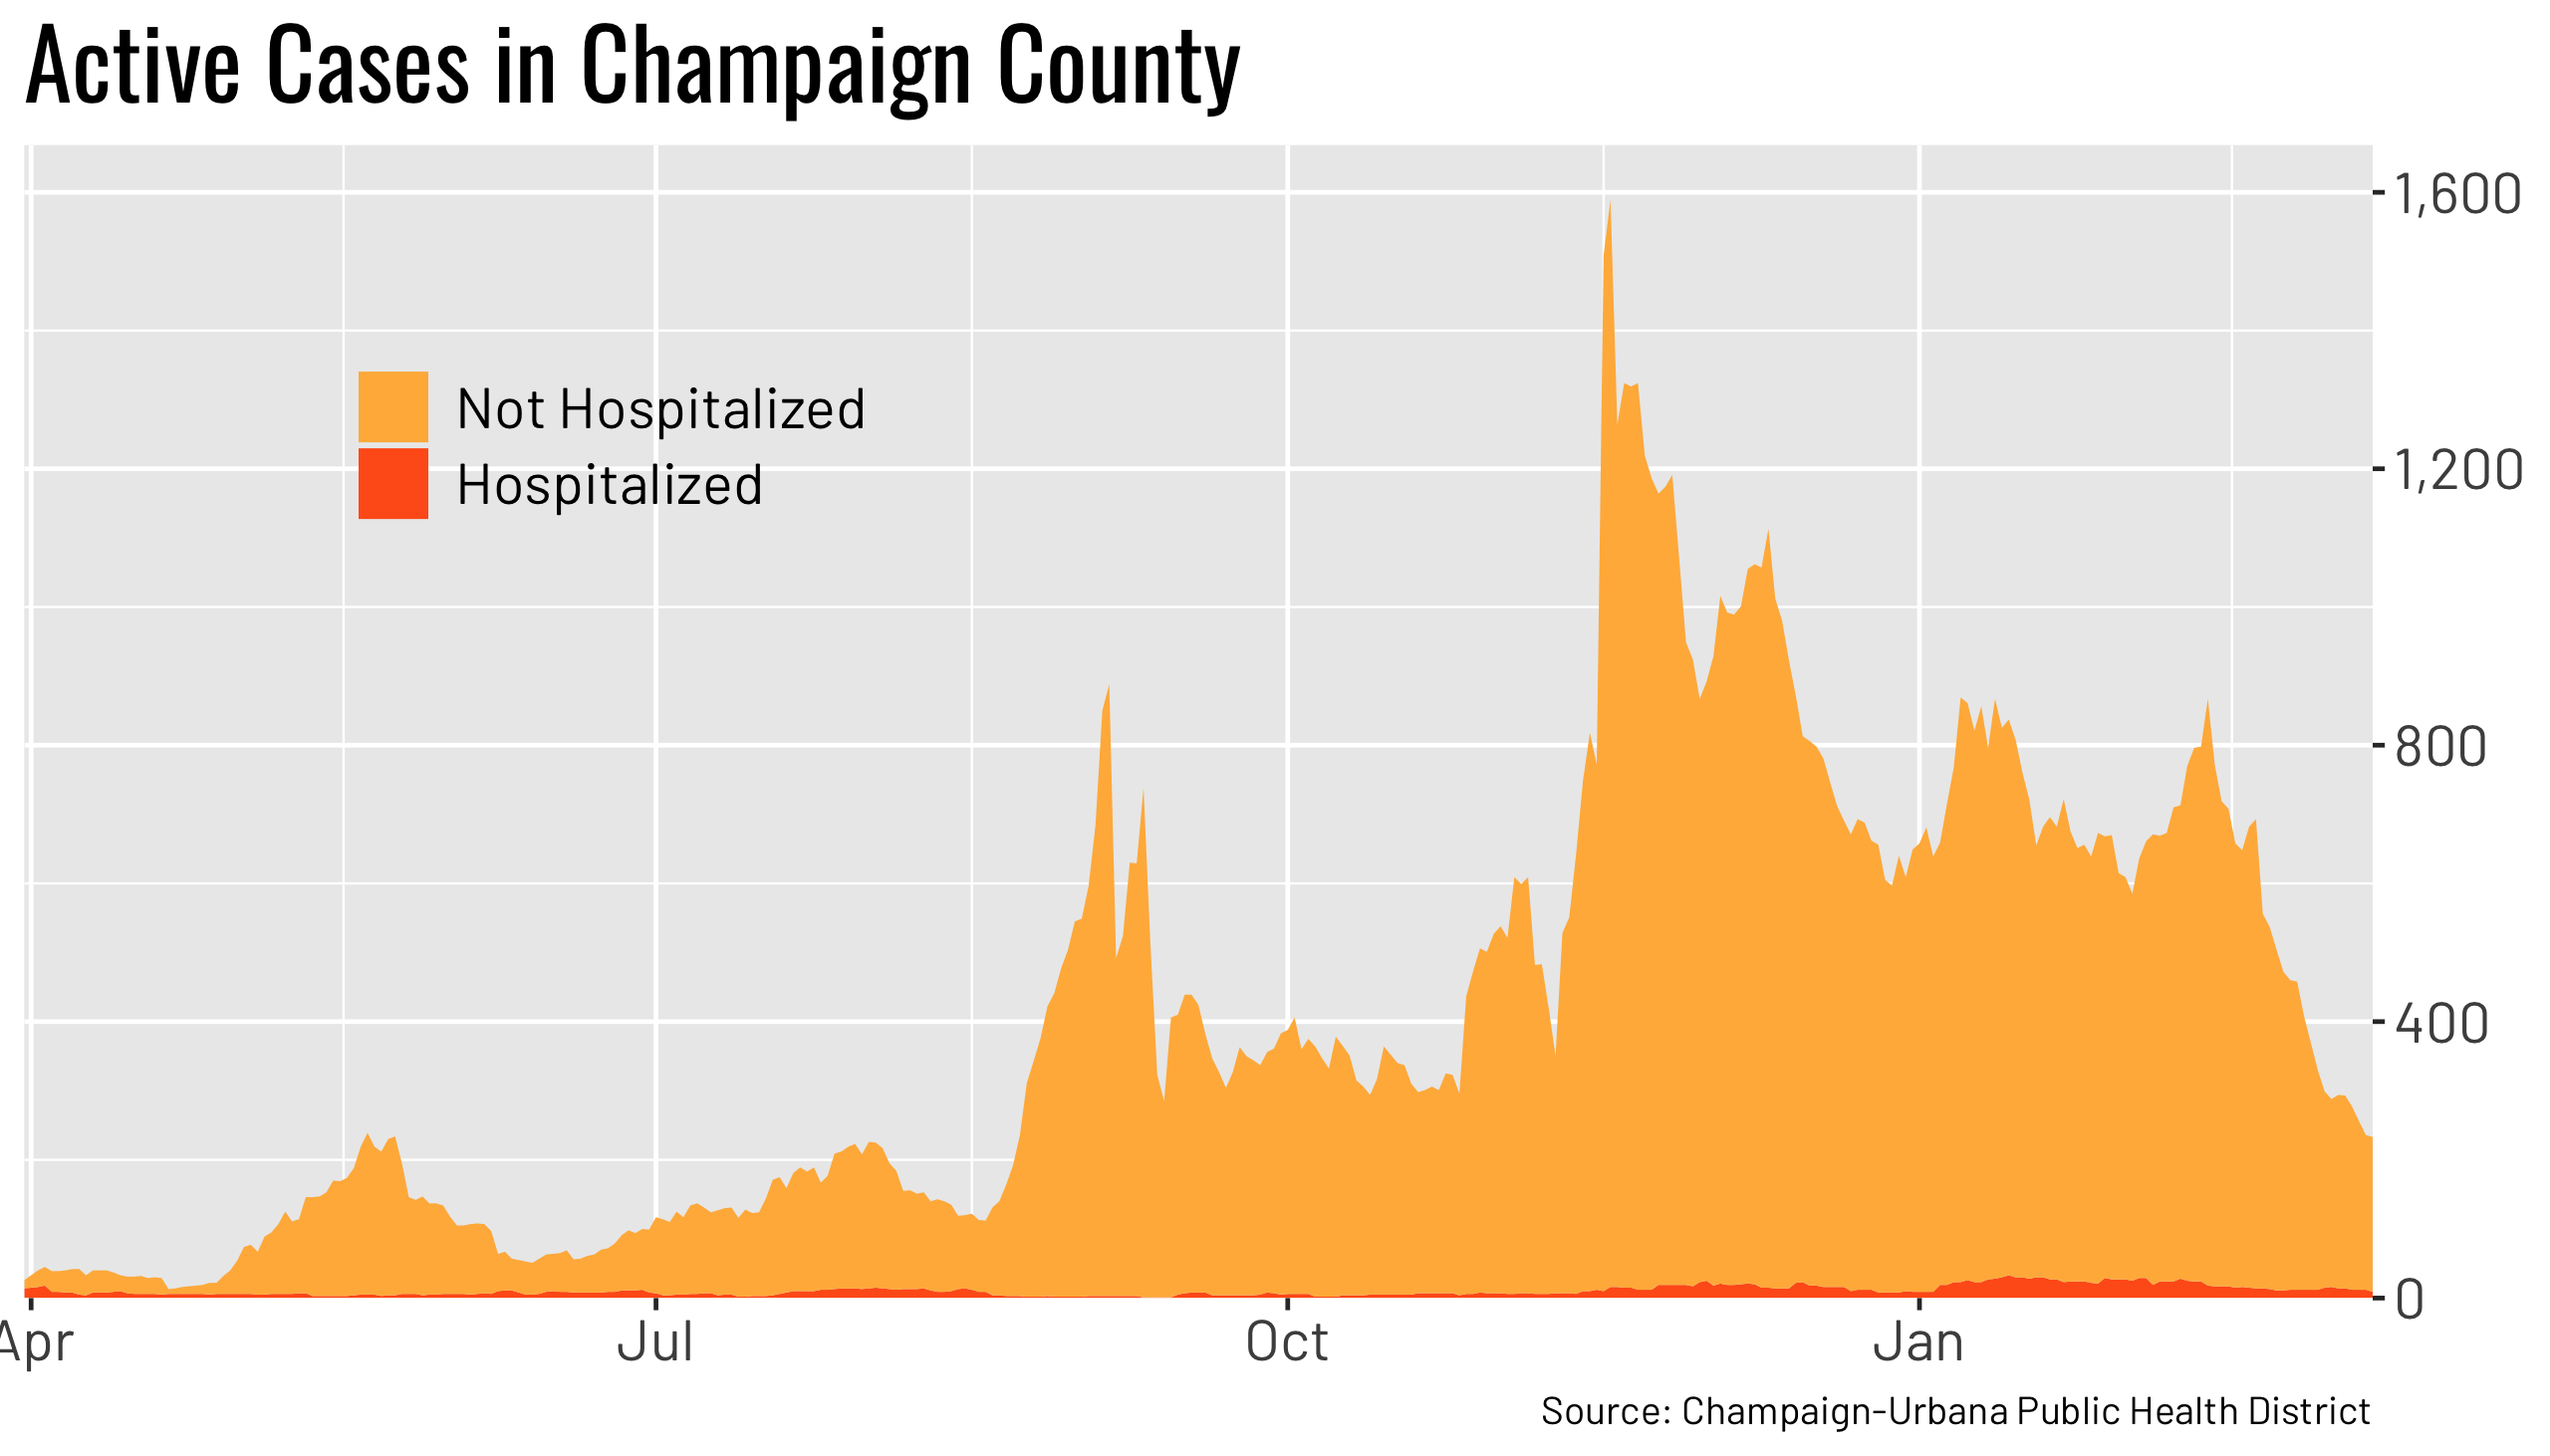 Active Cases in Champaign County
1,600
Not Hospitalized
1,200
Hospitalized
800
400
0
Apr Jul Oct Jan
Source: Champaign-Urbana Public Health District